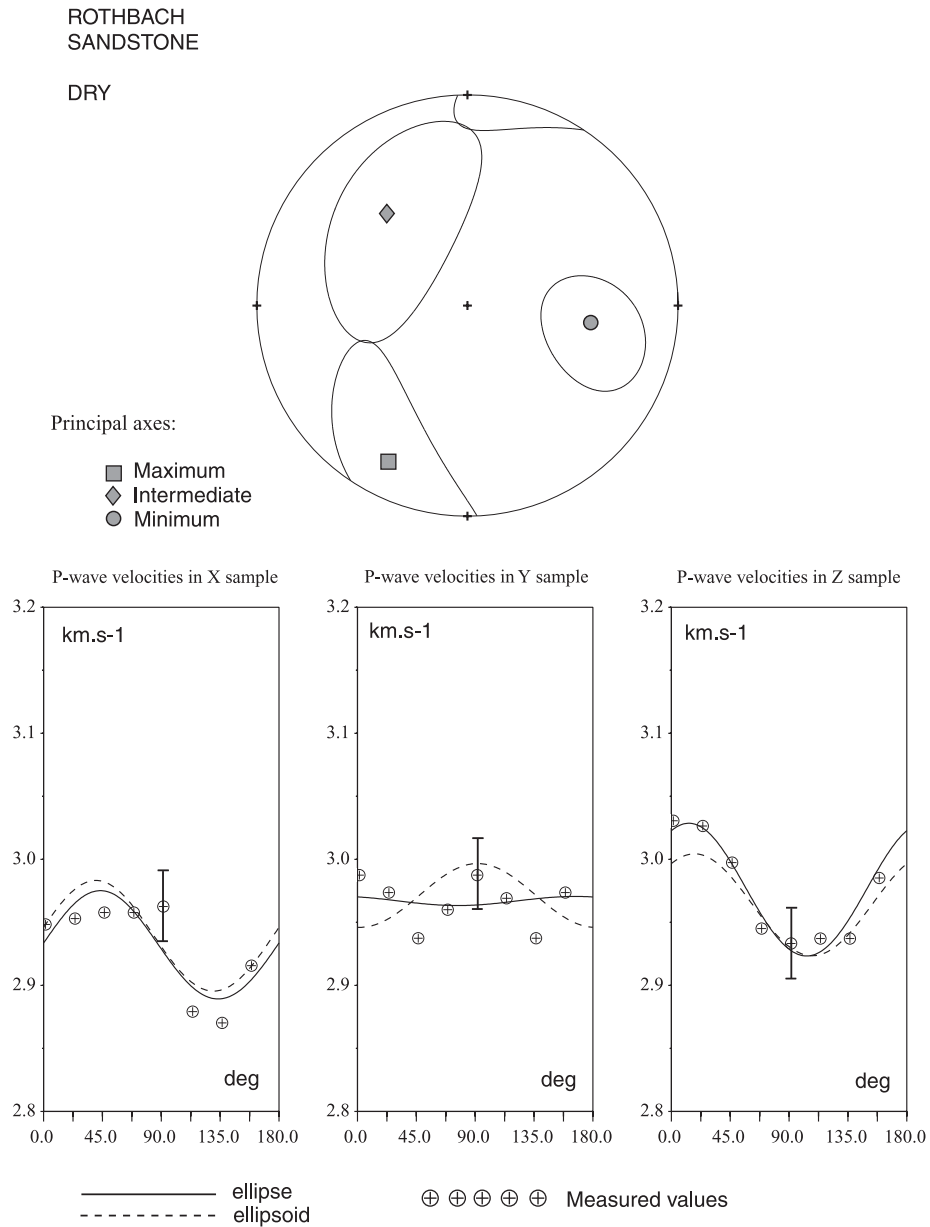 ROTHBACH
SANDSTONE
DRY
Principal axes:
Maximum
Intermediate
Minimum
P-wave velocities in X sample
P-wave velocities in Y sample
P-wave velocities in Z sample
3.2
3.2
3.2
km.s-1
km.s-1
km.s-1
3.1
3.1
3.1
3.0
3.0
3.0
2.9
2.9
2.9
deg
deg
deg
2.8
2.8
2.8
0.0 45.0 90.0 135.0 180.0
0.0 45.0 90.0 135.0 180.0
0.0 45.0 90.0 135.0 180.0
ellipse
ellipsoid
Measured values